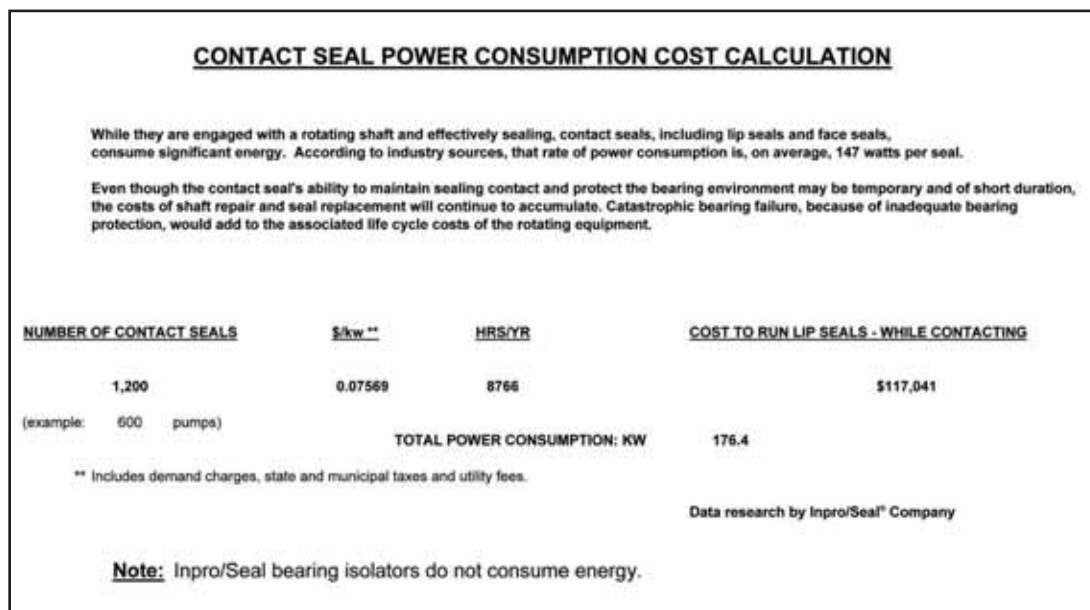 CONTACT SEAL POWER CONSUMPTION COST CALCULATION
While they are engaged with a rotating shaft and effectively sealing, contact seals, including lip seals and face seals,
consume significant energy. According to industry sources, that rate of power consumption is, on average, 147 watts per seal.
Even though the contact seal's ability to maintain sealing contact and protect the bearing environment may be temporary and of short duration,
the costs of shaft repair and seal replacement will continue to accumulate. Catastrophic bearing failure, because of inadequate bearing
protection, would add to the associated life cycle costs of the rotating equipment.
NUMBER OF CONTACT SEALS $/kw ** HRS/YR COST TO RUN LIP SEALS - WHILE CONTACTING
1,200 0.07569 8766 $117,041
(example: 600 pumps)
TOTAL POWER CONSUMPTION: KW 176.4
** Includes demand charges, state and municipal taxes and utility fees.
Data research by Inpro/Seal® Company
Note: Inpro/Seal bearing isolators do not consume energy.